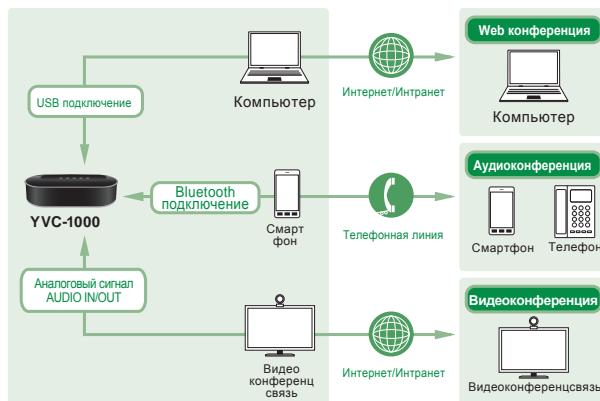 Web конференция
USB подключение
Компьютер
Интернет/Интранет
Компьютер
Аудиоконференция
YVC-1000
Bluetooth
подключение
Смарт
фон
Телефонная линия
Смартфон
Телефон
Аналоговый сигнал
AUDIO IN/OUT
Видеоконференция
Видео
конференц
связь
Интернет/Интранет
Видеоконференцсвязь